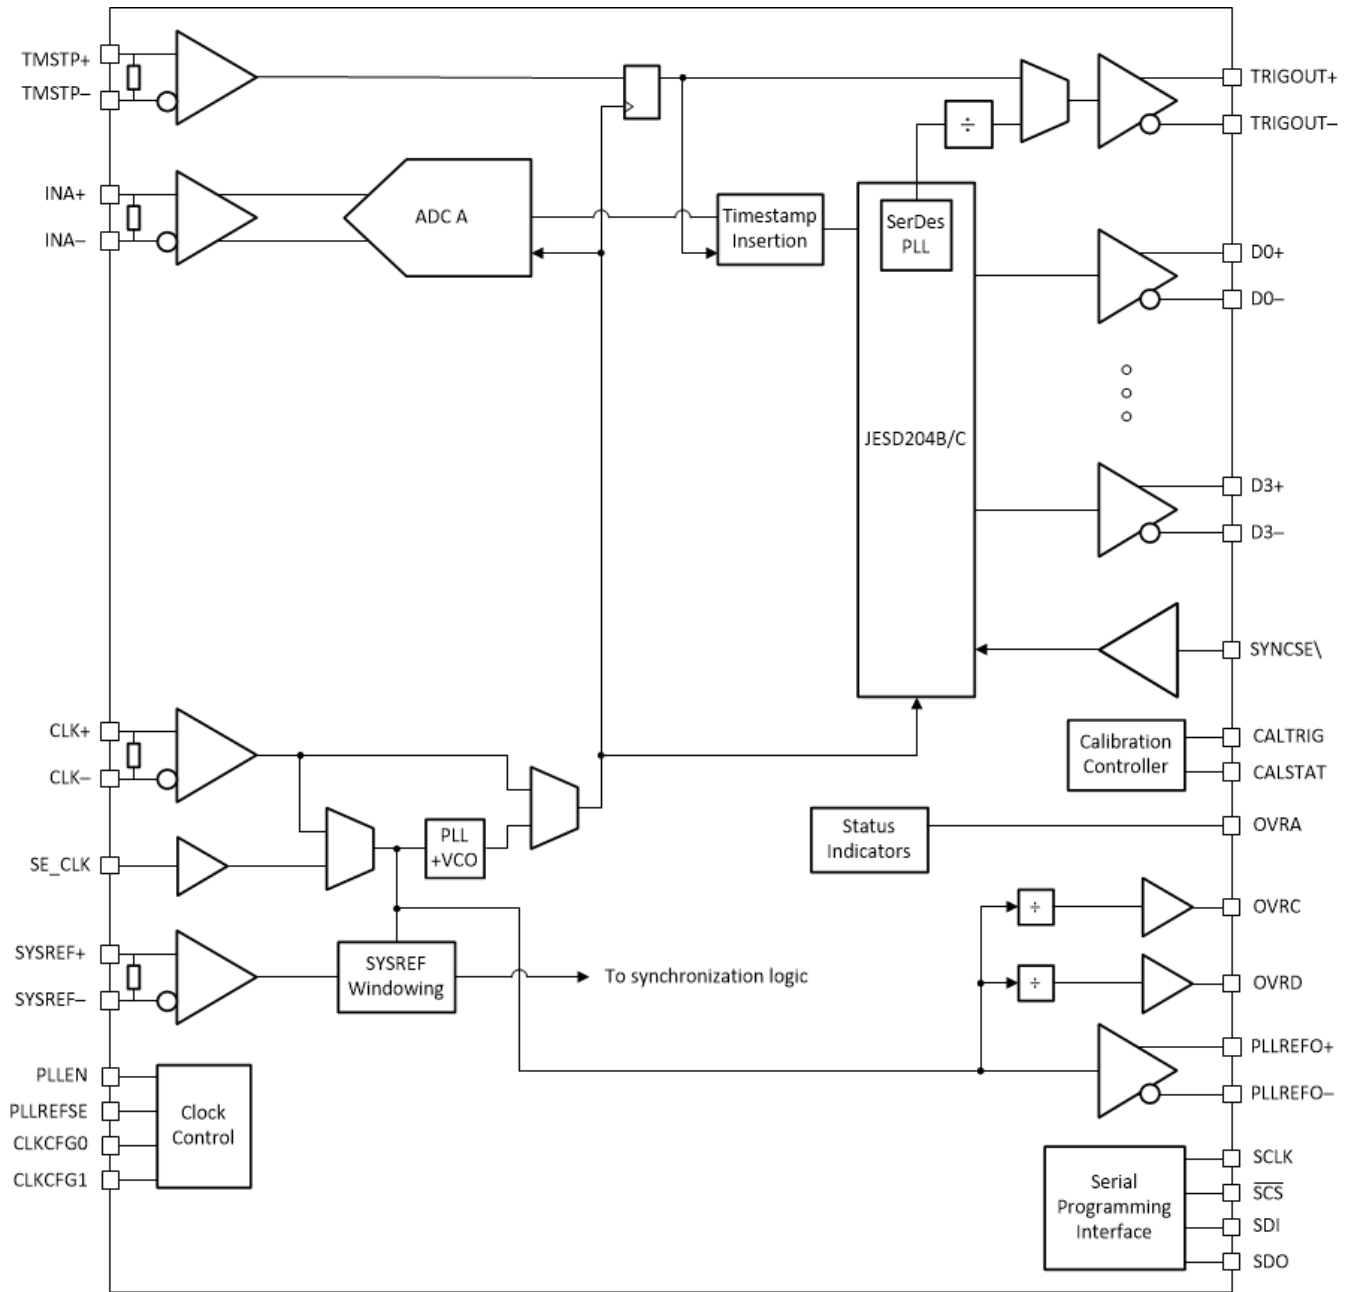 TMSTP+
TMSTP–
INA+
INA–
ADC A
Timestamp
Insertion
÷
SerDes
PLL
JESD204B/C
TRIGOUT+
TRIGOUT–
D0+
D0–
D3+
D3–
SYNCSE\
CLK+
CLK–
SE_CLK
PLL
+VCO
SYSREF+
SYSREF–
SYSREF
Windowing
To synchronization logic
Calibration
Controller
CALTRIG
CALSTAT
Status
Indicators
OVRA
÷
OVRC
÷
OVRD
PLLREFO+
PLLREFO–
PLLEN
PLLREFSE
CLKCFG0
CLKCFG1
Clock
Control
Serial
Programming
Interface
SCLK
S̅C̅S̅
SDI
SDO